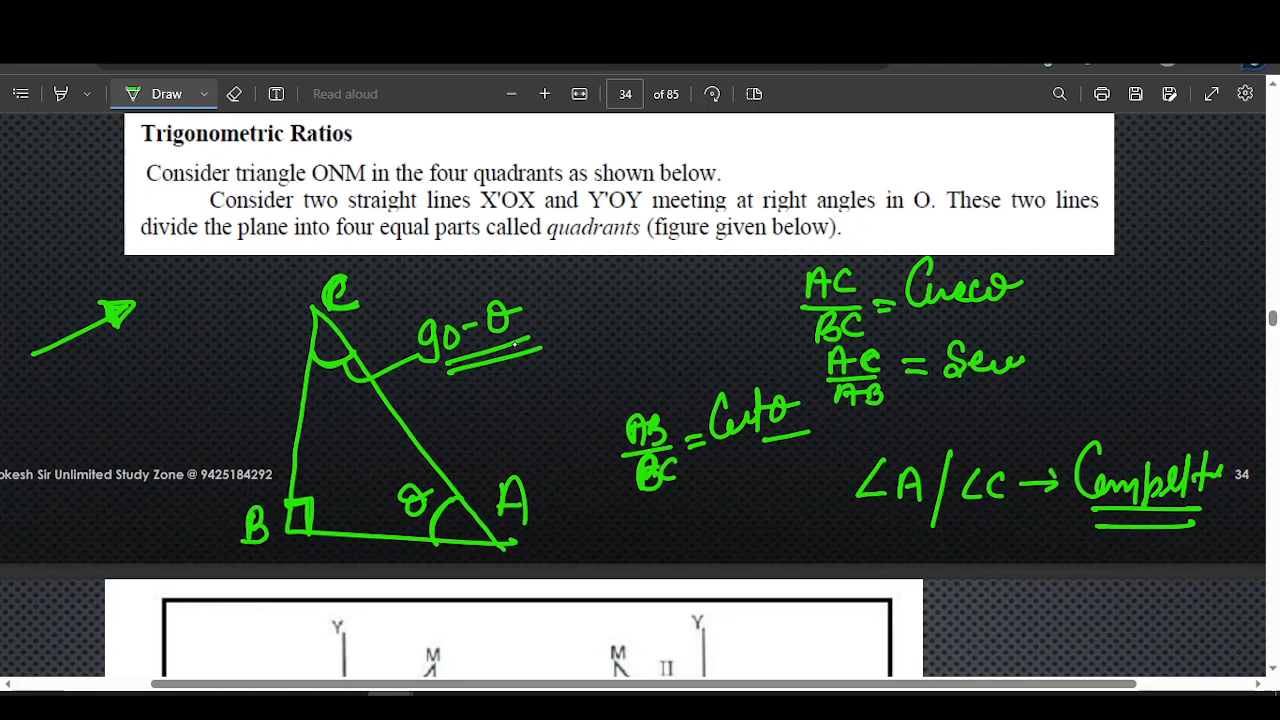 Draw
Read aloud
34
of 85
Trigonometric Ratios
Consider triangle ONM in the four quadrants as shown below.
Consider two straight lines X'OX and Y'OY meeting at right angles in O. These two lines
divide the plane into four equal parts called quadrants (figure given below).
C
90-θ
B
θ
A
AC/BC =
AC/AB =
AB/BC = Cotθ
∠A/∠C →
okesh Sir Unlimited Study Zone @ 9425184292
34
Y
Y
M
M
II